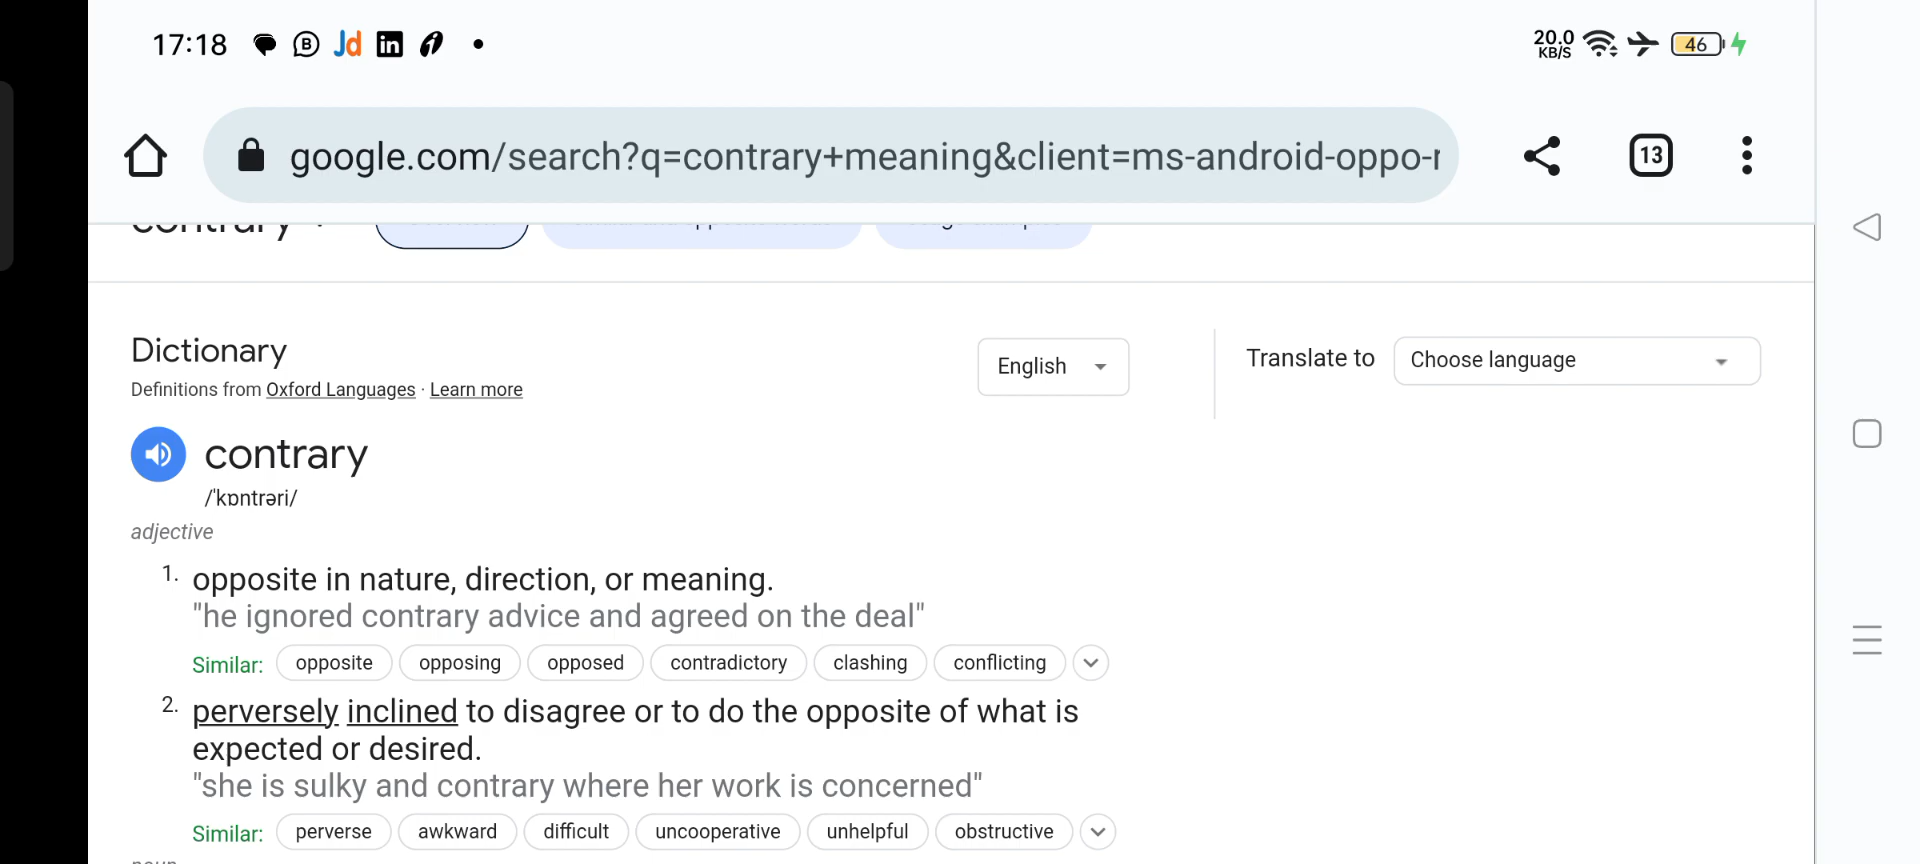 17:18 B Jd in 20.0 KB/S 46
google.com/search?q=contrary+meaning&client=ms-android-oppo-r 13
contrary
Dictionary
Definitions from Oxford Languages · Learn more
English
Translate to Choose language
contrary
/ˈkɒntrəri/
adjective
1. opposite in nature, direction, or meaning.
"he ignored contrary advice and agreed on the deal"
Similar: opposite opposing opposed contradictory clashing conflicting
2. perversely inclined to disagree or to do the opposite of what is
expected or desired.
"she is sulky and contrary where her work is concerned"
Similar: perverse awkward difficult uncooperative unhelpful obstructive